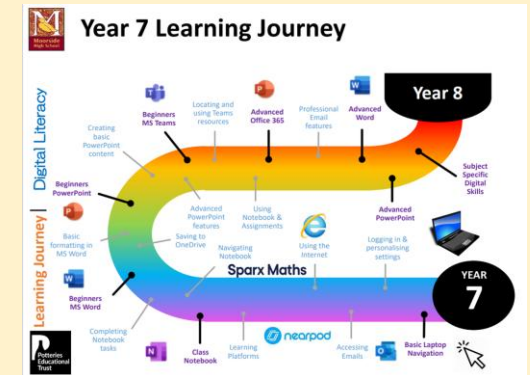 Moorside
High School
Year 7 Learning Journey
Learning Journey | Digital Literacy
Year 8
Beginners
MS Teams
Locating and
using Teams
resources
Advanced
Office 365
Professional
Email
features
Advanced
Word
Creating
basic
PowerPoint
content
Subject
Specific
Digital
Skills
Beginners
PowerPoint
Advanced
PowerPoint
features
Using
Notebook &
Assignments
Advanced
PowerPoint
Basic
formatting in
MS Word
Saving to
OneDrive
Navigating
Notebook
Using the
Internet
Logging in &
personalising
settings
Sparx Maths
YEAR
7
Beginners
MS Word
Completing
Notebook
tasks
Class
Notebook
Learning
Platforms
nearpod
Accessing
Emails
Basic Laptop
Navigation
Potteries
Educational
Trust